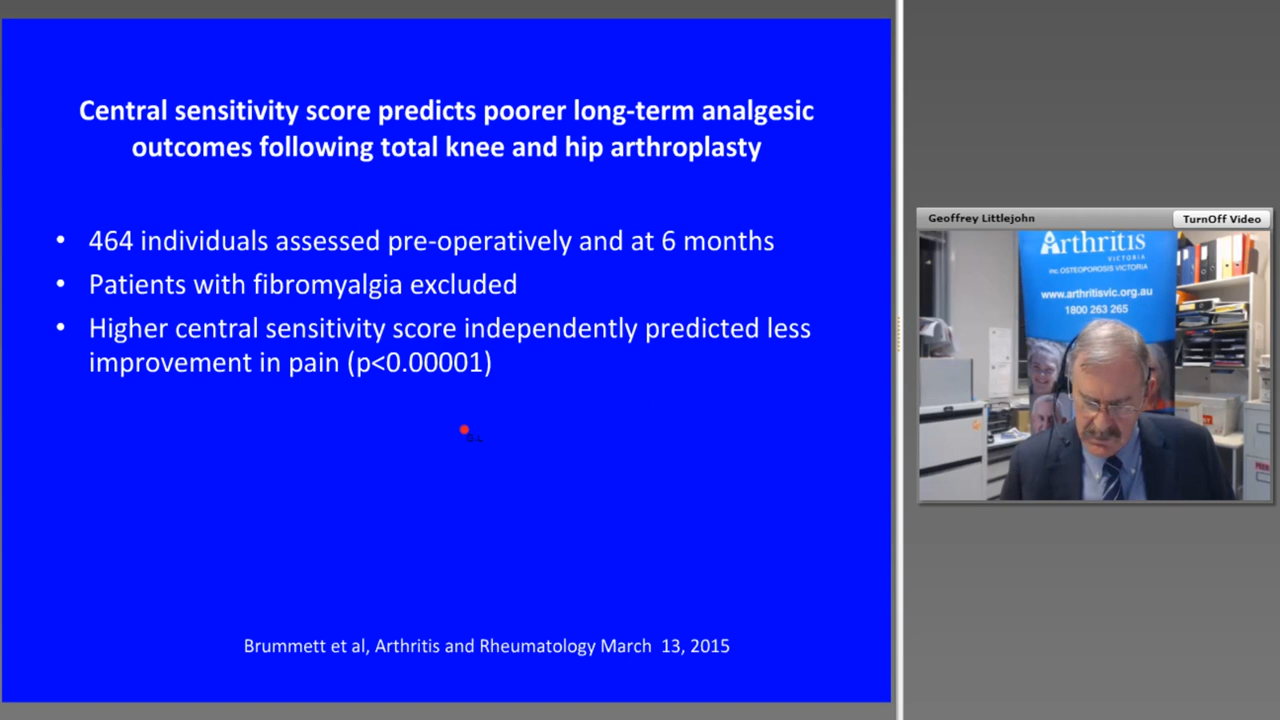 Central sensitivity score predicts poorer long-term analgesic
outcomes following total knee and hip arthroplasty
• 464 individuals assessed pre-operatively and at 6 months
• Patients with fibromyalgia excluded
• Higher central sensitivity score independently predicted less
improvement in pain (p<0.00001)
G. L
Brummett et al, Arthritis and Rheumatology March 13, 2015
Geoffrey Littlejohn
TurnOff Video
Arthritis
VICTORIA
INC OSTEOPOROSIS VICTORIA
www.arthritisvic.org.au
1800 263 265